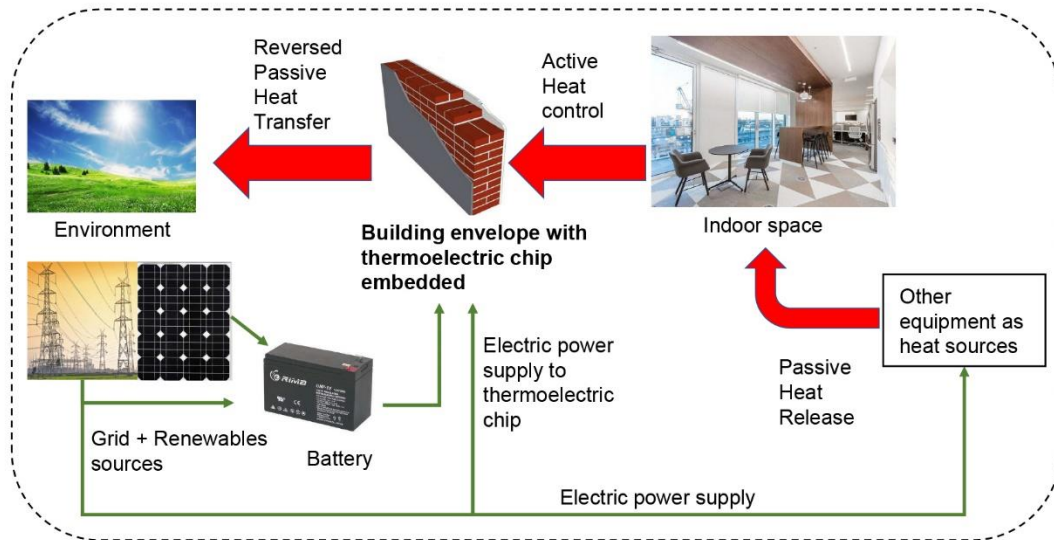 Reversed
Passive
Heat
Transfer
Active
Heat
control
Environment
Building envelope with
thermoelectric chip
embedded
Indoor space
Other
equipment as
heat sources
Electric power
supply to
thermoelectric
chip
Passive
Heat
Release
Grid + Renewables
sources
Battery
Electric power supply